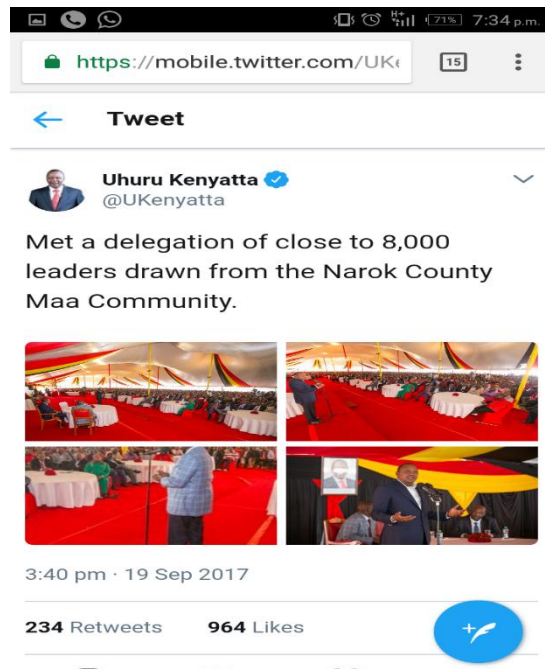 H+ 71% 7:34 p.m.
https://mobile.twitter.com/UKe 15
Tweet
Uhuru Kenyatta
@UKenyatta
Met a delegation of close to 8,000
leaders drawn from the Narok County
Maa Community.
3:40 pm · 19 Sep 2017
234 Retweets 964 Likes